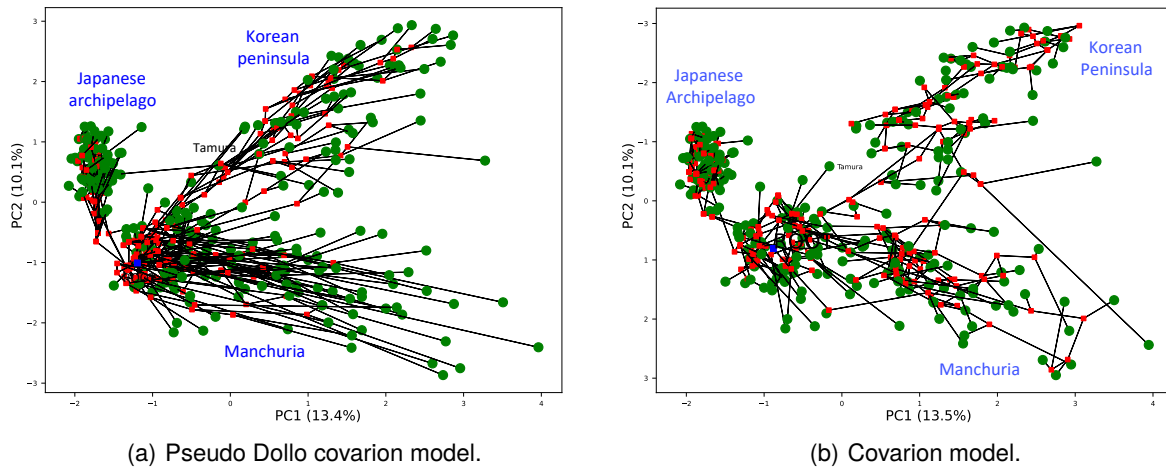 3
2
1
0
−1
−2
−3
−2
−1
0
1
2
3
4
PC2 (10.1%)
PC1 (13.4%)
Korean
peninsula
Japanese
archipelago
Tamura
Manchuria
(a) Pseudo Dollo covarion model.
−3
−2
−1
0
1
2
3
−2
−1
0
1
2
3
4
PC2 (10.1%)
PC1 (13.5%)
Korean
Peninsula
Japanese
Archipelago
Tamura
Manchuria
(b) Covarion model.